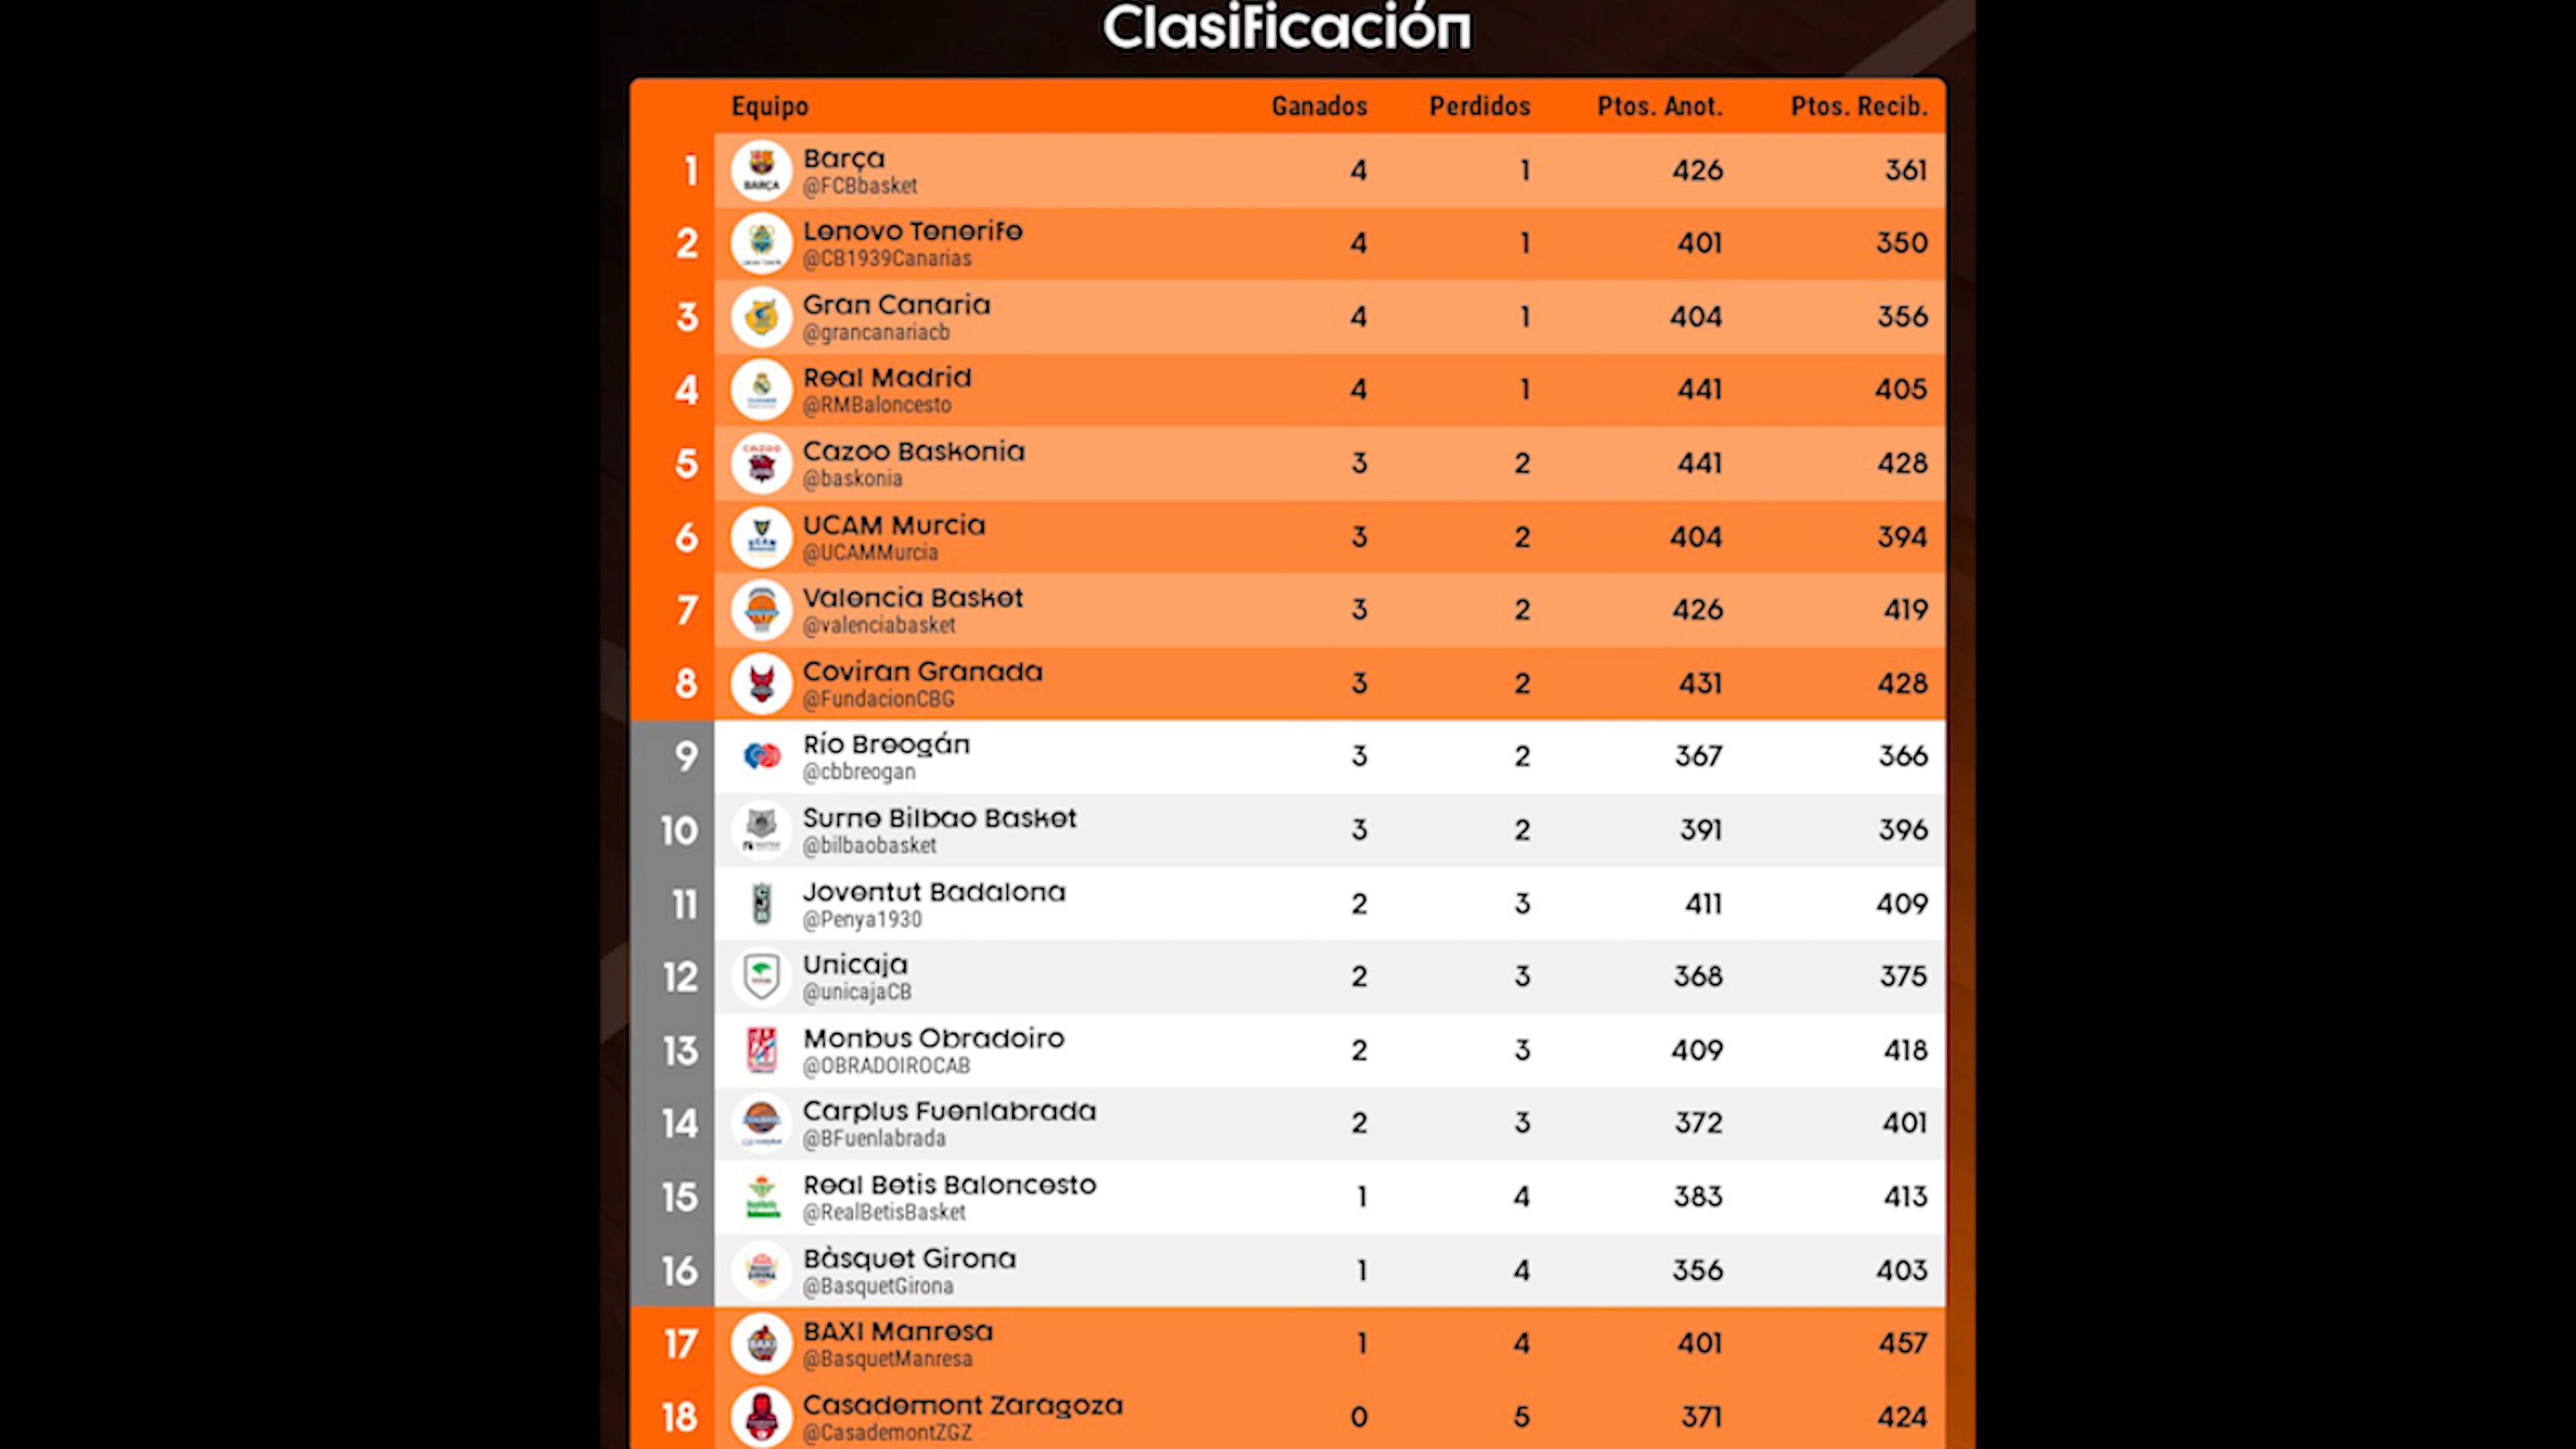 Clasificación
Equipo Ganados Perdidos Ptos. Anot. Ptos. Recib.
1 Barça 4 1 426 361
@FCBbasket
2 Lenovo Tenerife 4 1 401 350
@CB1939Canarias
3 Gran Canaria 4 1 404 356
@grancanariacb
4 Real Madrid 4 1 441 405
@RMBaloncesto
5 Cazoo Baskonia 3 2 441 428
@baskonia
6 UCAM Murcia 3 2 404 394
@UCAMMurcia
7 Valencia Basket 3 2 426 419
@valenciabasket
8 Coviran Granada 3 2 431 428
@FundacionCBG
9 Río Breogán 3 2 367 366
@cbbreogan
10 Surne Bilbao Basket 3 2 391 396
@bilbaobasket
11 Joventut Badalona 2 3 411 409
@Penya1930
12 Unicaja 2 3 368 375
@unicajaCB
13 Monbus Obradoiro 2 3 409 418
@OBRADOIROCAB
14 Carplus Fuenlabrada 2 3 372 401
@BFuenlabrada
15 Real Betis Baloncesto 1 4 383 413
@RealBetisBasket
16 Bàsquet Girona 1 4 356 403
@BasquetGirona
17 BAXI Manresa 1 4 401 457
@BasquetManresa
18 Casademont Zaragoza 0 5 371 424
@CasademontZGZ